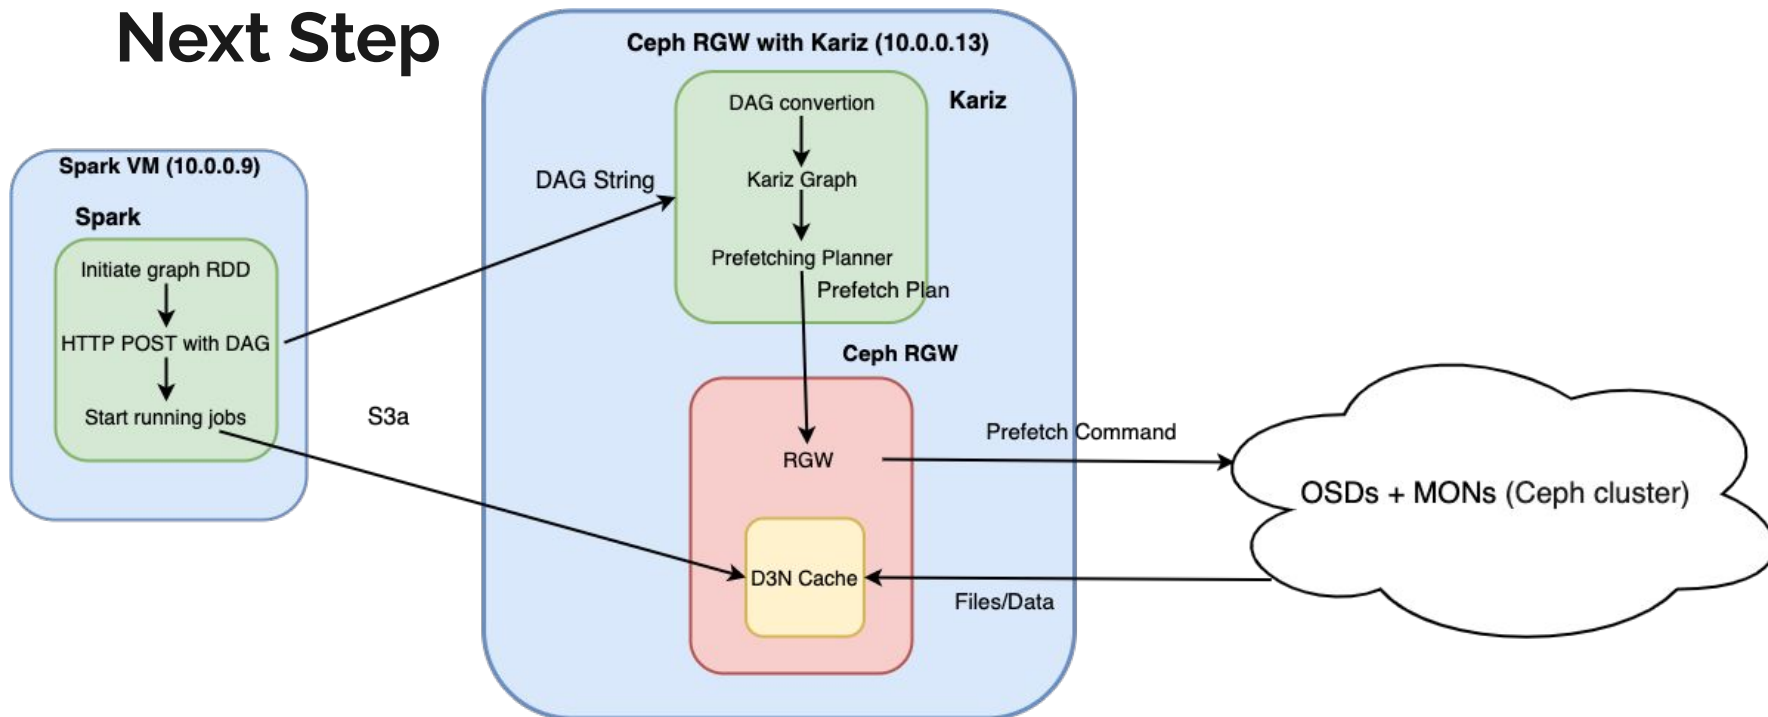 Next Step
Spark VM (10.0.0.9)
Spark
Initiate graph RDD
HTTP POST with DAG
Start running jobs
DAG String
S3a
Ceph RGW with Kariz (10.0.0.13)
Kariz
DAG convertion
Kariz Graph
Prefetching Planner
Prefetch Plan
Ceph RGW
RGW
D3N Cache
Prefetch Command
Files/Data
OSDs + MONs (Ceph cluster)